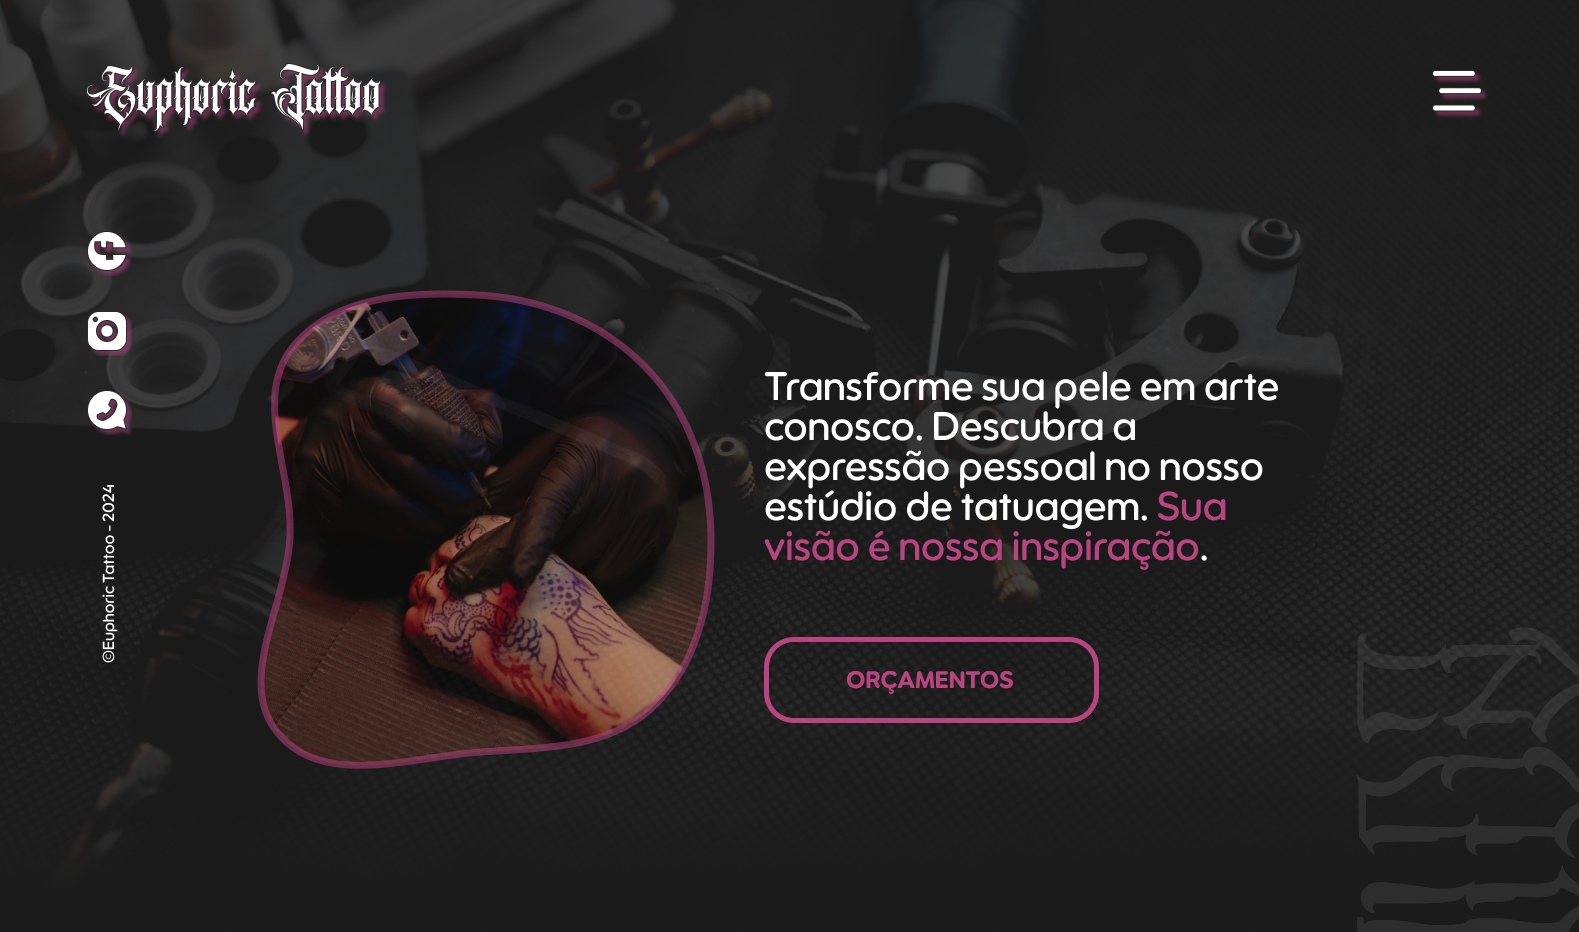 Euphoric Tattoo
Transforme sua pele em arte
conosco. Descubra a
expressão pessoal no nosso
estúdio de tatuagem. Sua
visão é nossa inspiração.
ORÇAMENTOS
©Euphoric Tattoo - 2024